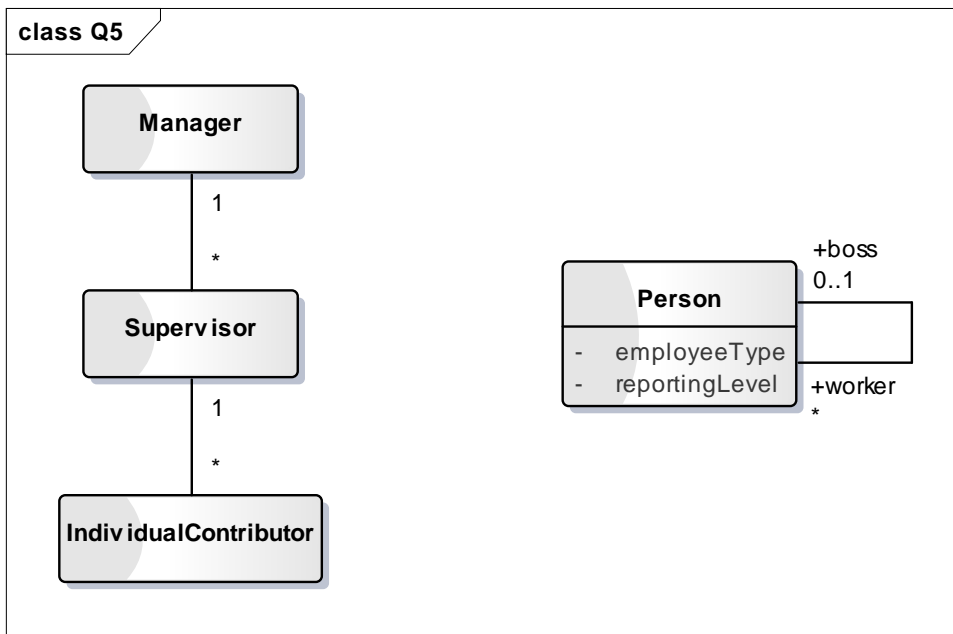 class Q5
Manager
1
*
Supervisor
1
*
IndividualContributor
+boss
0..1
Person
- employeeType
- reportingLevel
+worker
*